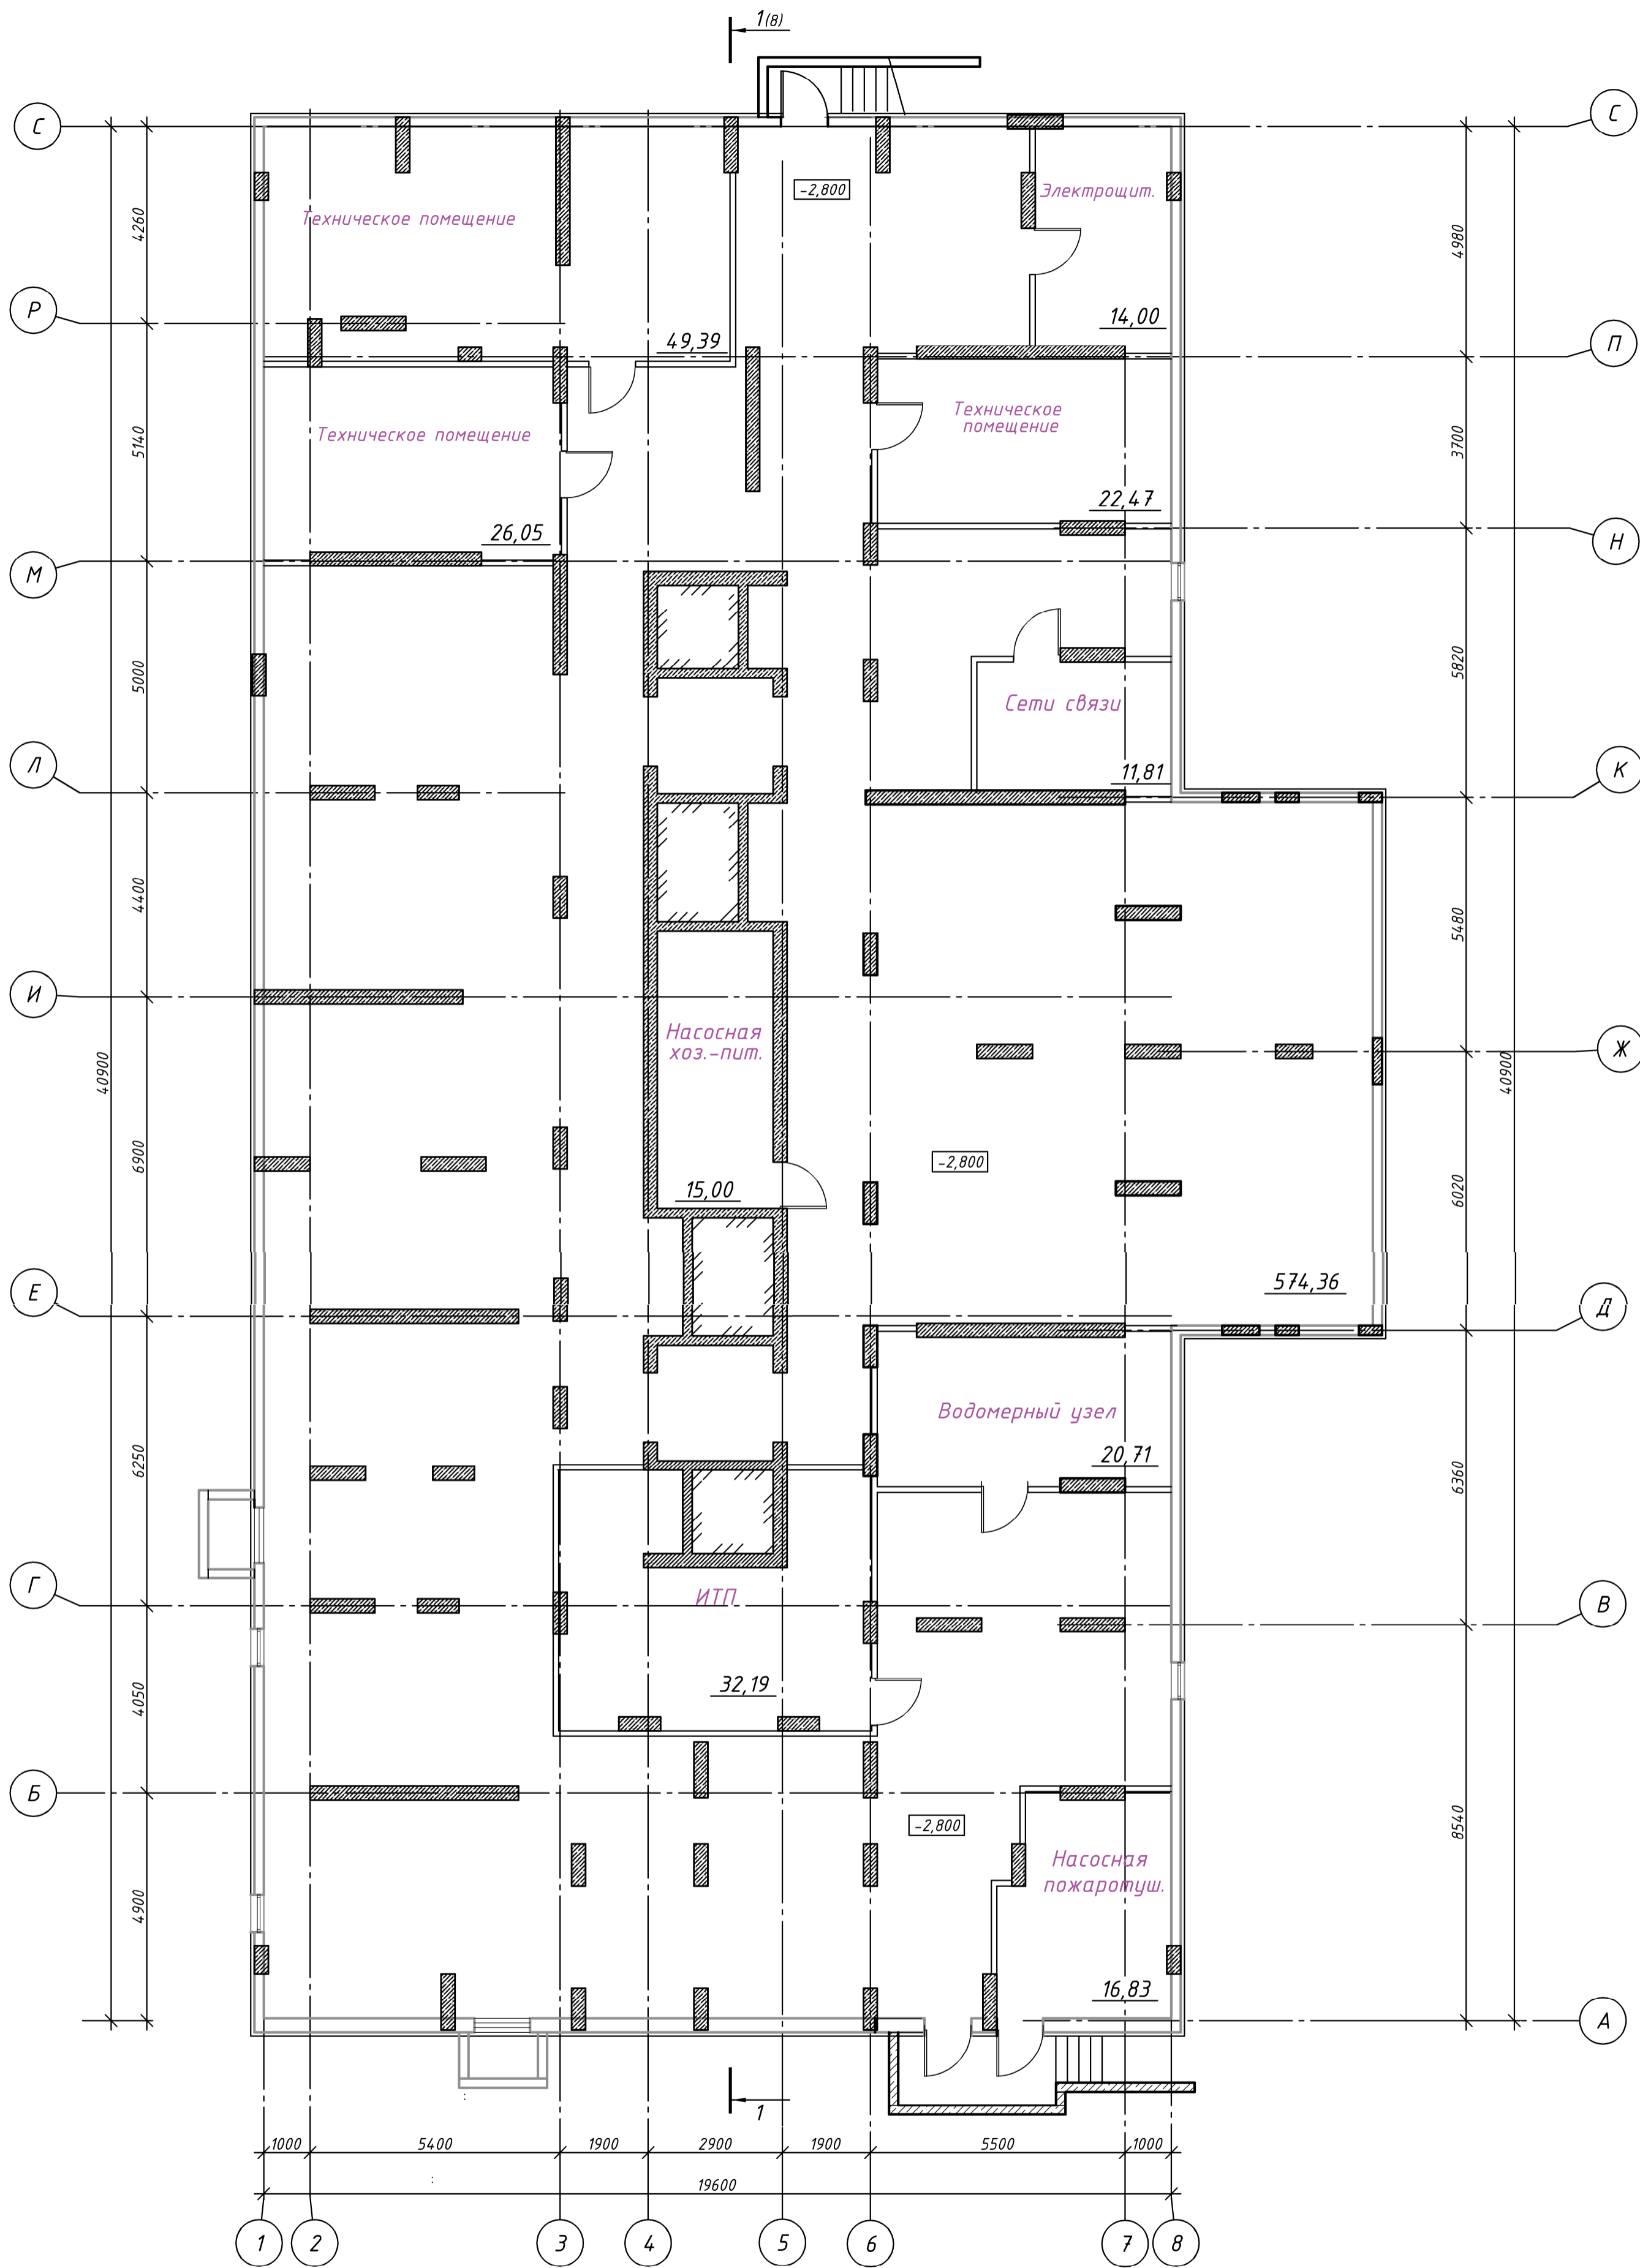 1(8)
С
С
-2,800
Электрощит.
Техническое помещение
4260
4980
Р
14,00
П
49,39
Техническое
помещение
Техническое помещение
5140
3700
22,47
26,05
Н
М
5000
5820
Сети связи
Л
11,81
К
4400
5480
И
Насосная
хоз.-пит.
Ж
40900
40900
6900
-2,800
15,00
6020
574,36
Е
Д
Водомерный узел
6250
20,71
6360
Г
ИТП
В
32,19
4050
Б
-2,800
8540
Насосная
пожаротуш.
4900
16,83
А
1
1000
5400
1900
2900
1900
5500
1000
19600
1
2
3
4
5
6
7
8